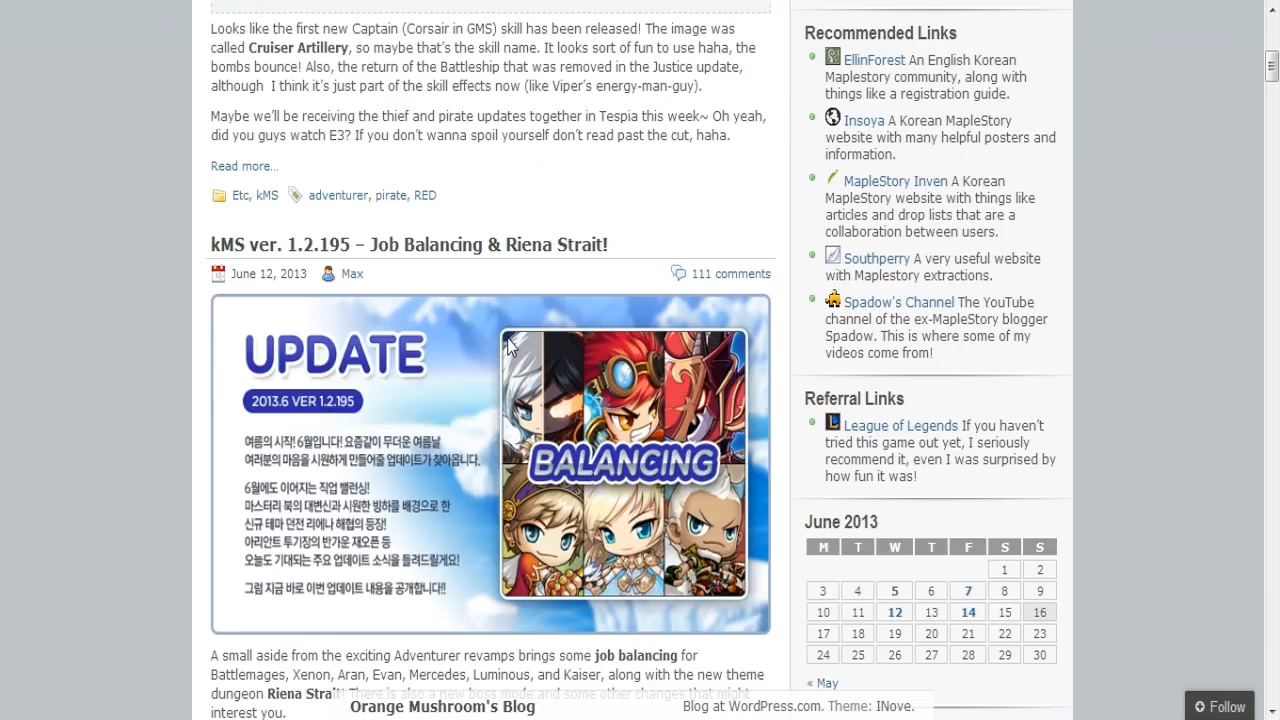 Looks like the first new Captain (Corsair in GMS) skill has been released! The image was
called Cruiser Artillery, so maybe that's the skill name. It looks sort of fun to use haha, the
bombs bounce! Also, the return of the Battleship that was removed in the Justice update,
although I think it's just part of the skill effects now (like Viper's energy-man-guy).
Maybe we'll be receiving the thief and pirate updates together in Tespia this week~ Oh yeah,
did you guys watch E3? If you don't wanna spoil yourself don't read past the cut, haha.
Read more...
Etc, kMS adventurer, pirate, RED
kMS ver. 1.2.195 – Job Balancing & Riena Strait!
June 12, 2013 Max 111 comments
UPDATE
2013.6 VER 1.2.195
여름의 시작! 6월입니다! 요즘같이 무더운 여름날
여러분의 마음을 시원하게 만들어줄 업데이트가 찾아옵니다.
6월에도 이어지는 직업 밸런싱!
마스터리 북의 대변신과 시원한 빙하를 배경으로 한
신규 테마 던전 리에나 해협의 등장!
아리안트 투기장의 반가운 재오픈 등
오늘도 기대되는 주요 업데이트 소식을 들려드릴게요!
그럼 지금 바로 이번 업데이트 내용을 공개합니다!!
BALANCING
A small aside from the exciting Adventurer revamps brings some job balancing for
Battlemages, Xenon, Aran, Evan, Mercedes, Luminous, and Kaiser, along with the new theme
dungeon Riena Strait! There is also a new boss mode and some other changes that might
interest you.
Recommended Links
EllinForest An English Korean
Maplestory community, along with
things like a registration guide.
Insoya A Korean MapleStory
website with many helpful posters and
information.
MapleStory Inven A Korean
MapleStory website with things like
articles and drop lists that are a
collaboration between users.
Southperry A very useful website
with Maplestory extractions.
Spadow's Channel The YouTube
channel of the ex-MapleStory blogger
Spadow. This is where some of my
videos come from!
Referral Links
League of Legends If you haven't
tried this game out yet, I seriously
recommend it, even I was surprised by
how fun it was!
June 2013
M T W T F S S
1 2
3 4 5 6 7 8 9
10 11 12 13 14 15 16
17 18 19 20 21 22 23
24 25 26 27 28 29 30
« May
Orange Mushroom's Blog Blog at WordPress.com. Theme: INove.
Follow